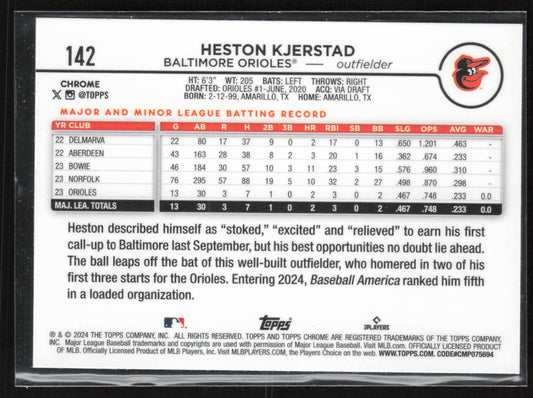 142
HESTON KJERSTAD
BALTIMORE ORIOLES® — outfielder
CHROME
@TOPPS
HT: 6'3" WT: 205 BATS: LEFT THROWS: RIGHT
DRAFTED: ORIOLES #1-JUNE, 2020 ACQ: VIA DRAFT
BORN: 2-12-99, AMARILLO, TX HOME: AMARILLO, TX
MAJOR AND MINOR LEAGUE BATTING RECORD
YR CLUB G AB R H 2B 3B HR RBI SB BB SLG OPS AVG WAR
22 DELMARVA 22 80 17 37 9 0 2 17 0 13 .650 1.201 .463 -
22 ABERDEEN 43 163 28 38 8 2 3 20 1 16 .362 .674 .233 -
23 BOWIE 46 184 30 57 10 3 11 23 3 15 .576 .960 .310 -
23 NORFOLK 76 295 57 88 19 5 10 32 2 27 .498 .870 .298 -
23 ORIOLES 13 30 3 7 1 0 2 3 0 2 .467 .748 .233 0.0
MAJ. LEA. TOTALS 13 30 3 7 1 0 2 3 0 2 .467 .748 .233 0.0
Heston described himself as "stoked," "excited" and "relieved" to earn his first
call-up to Baltimore last September, but his best opportunities no doubt lie ahead.
The ball leaps off the bat of this well-built outfielder, who homered in two of his
first three starts for the Orioles. Entering 2024, Baseball America ranked him fifth
in a loaded organization.
Topps
PLAYERS
® & © 2024 THE TOPPS COMPANY, INC. ALL RIGHTS RESERVED. TOPPS AND TOPPS CHROME ARE REGISTERED TRADEMARKS OF THE TOPPS COMPANY,
INC. Major League Baseball trademarks and copyrights are used with permission of Major League Baseball. Visit MLB.com. OFFICIALLY LICENSED PRODUCT
OF MLB. Officially Licensed Product of MLB Players, Inc. Visit MLBPLAYERS.com, the Players Choice on the web. WWW.TOPPS.COM. CODE#CMP075694